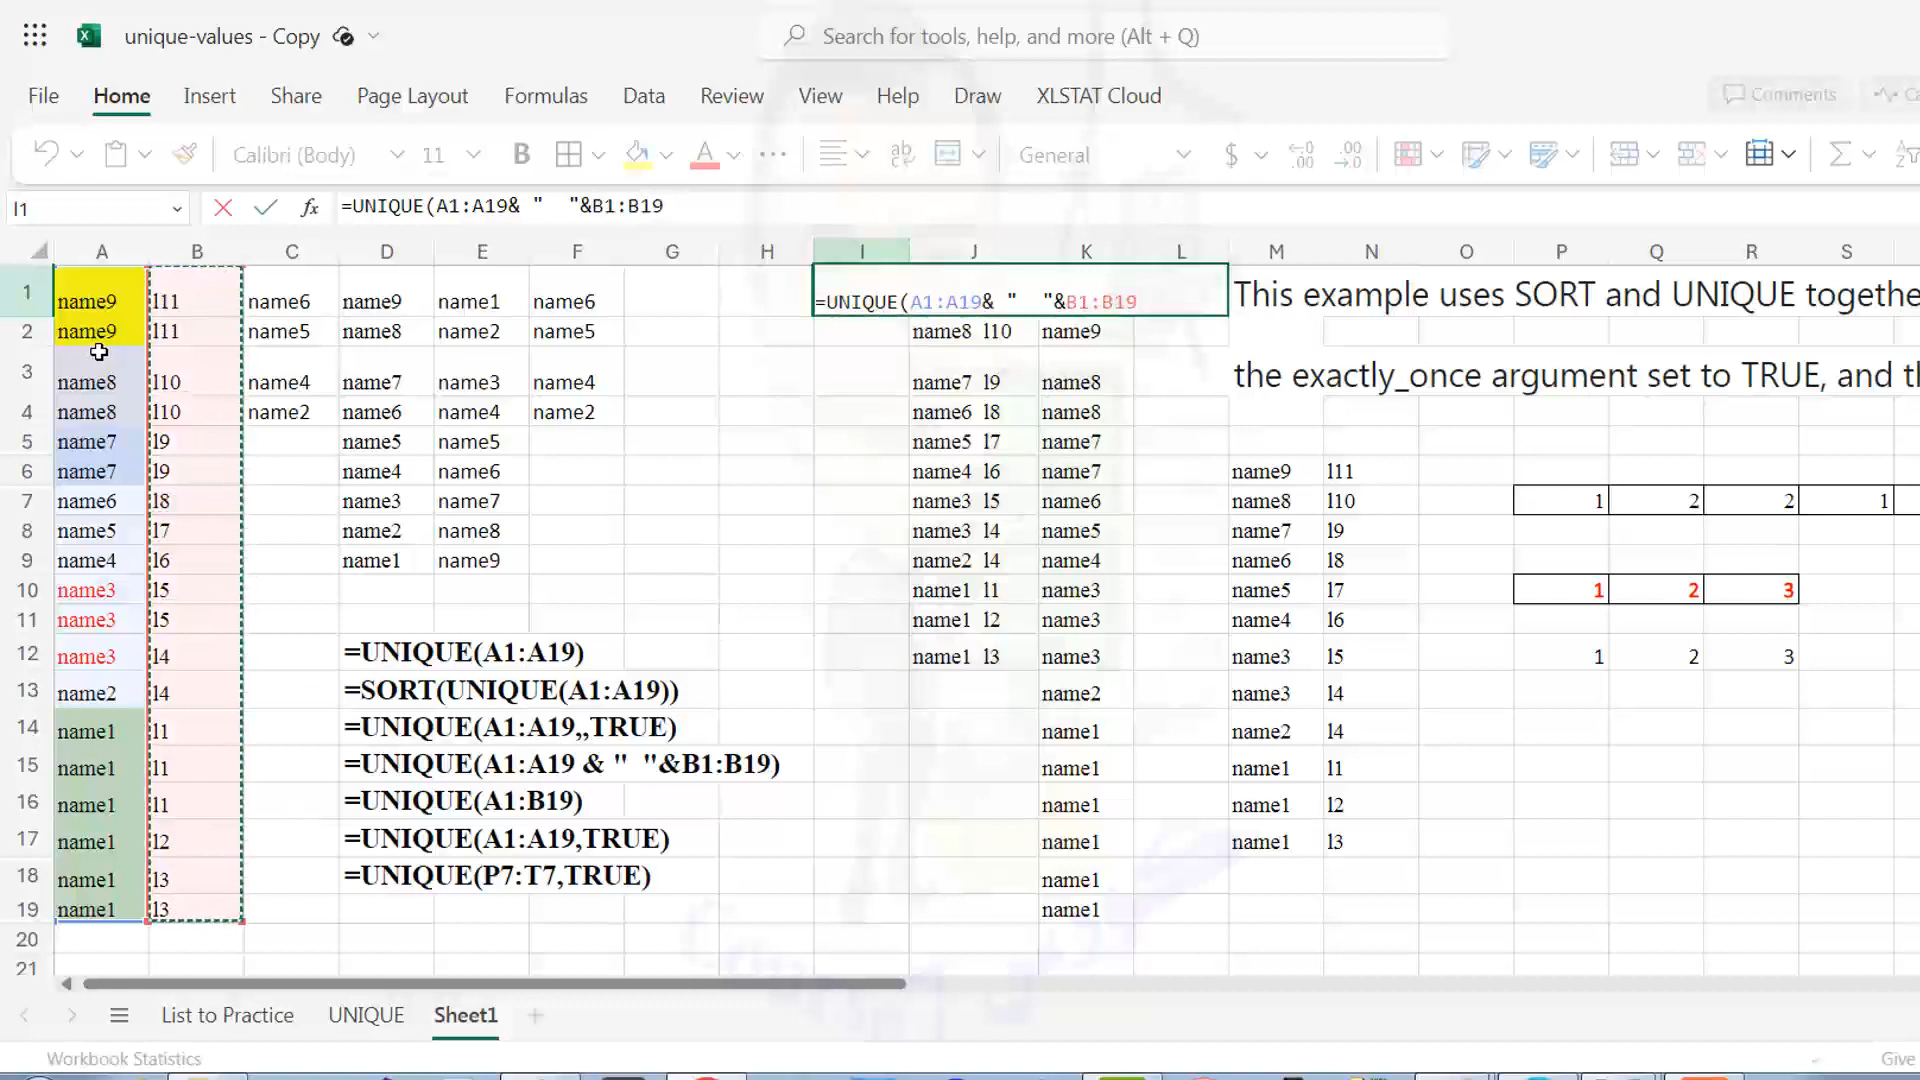 unique-values - Copy
Search for tools, help, and more (Alt + Q)
File Home Insert Share Page Layout Formulas Data Review View Help Draw XLSTAT Cloud
Comments
Calibri (Body) 11 B A ab General $
I1 fx =UNIQUE(A1:A19& "  "&B1:B19
A B C D E F G H I J K L M N O P Q R S
1 name9 l11 name6 name9 name1 name6 =UNIQUE(A1:A19& "  "&B1:B19 This example uses SORT and UNIQUE togethe
2 name9 l11 name5 name8 name2 name5 name8 l10 name9
3 name8 l10 name4 name7 name3 name4 name7 l9 name8 the exactly_once argument set to TRUE, and th
4 name8 l10 name2 name6 name4 name2 name6 l8 name8
5 name7 l9 name5 name5 name5 l7 name7
6 name7 l9 name4 name6 name4 l6 name7 name9 l11
7 name6 l8 name3 name7 name3 l5 name6 name8 l10 1 2 2 1
8 name5 l7 name2 name8 name3 l4 name5 name7 l9
9 name4 l6 name1 name9 name2 l4 name4 name6 l8
10 name3 l5 name1 l1 name3 name5 l7 1 2 3
11 name3 l5 name1 l2 name3 name4 l6
12 name3 l4 =UNIQUE(A1:A19) name1 l3 name3 name3 l5 1 2 3
13 name2 l4 =SORT(UNIQUE(A1:A19)) name2 name3 l4
14 name1 l1 =UNIQUE(A1:A19,,TRUE) name1 name2 l4
15 name1 l1 =UNIQUE(A1:A19 & "  "&B1:B19) name1 name1 l1
16 name1 l1 =UNIQUE(A1:B19) name1 name1 l2
17 name1 l2 =UNIQUE(A1:A19,TRUE) name1 name1 l3
18 name1 l3 =UNIQUE(P7:T7,TRUE) name1
19 name1 l3 name1
20
21
List to Practice UNIQUE Sheet1
Workbook Statistics Give